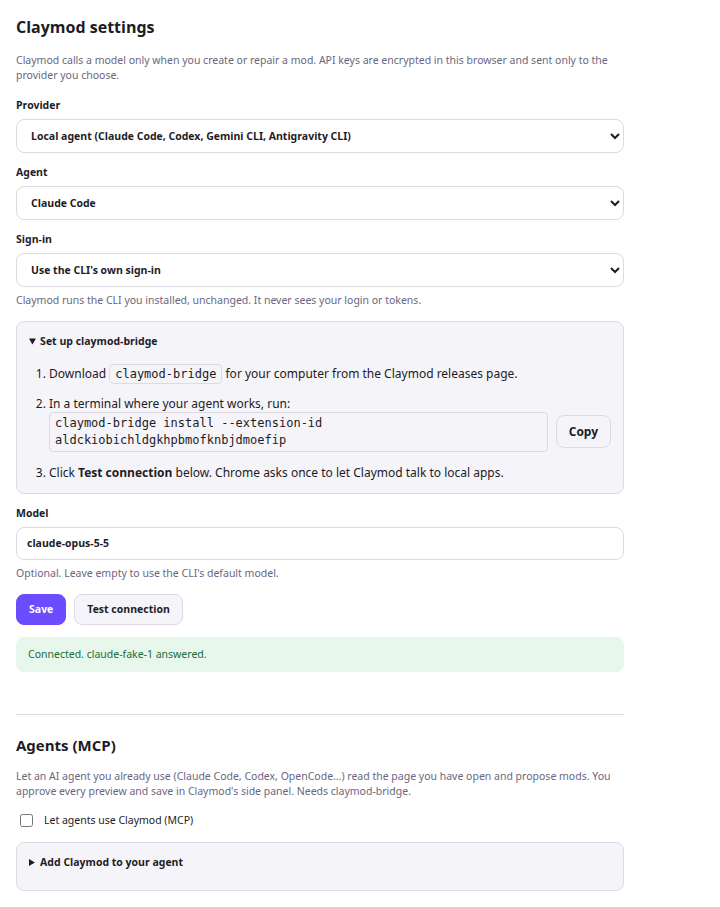 Claymod settings
Claymod calls a model only when you create or repair a mod. API keys are encrypted in this browser and sent only to the
provider you choose.
Provider
Local agent (Claude Code, Codex, Gemini CLI, Antigravity CLI)
Agent
Claude Code
Sign-in
Use the CLI's own sign-in
Claymod runs the CLI you installed, unchanged. It never sees your login or tokens.
▼ Set up claymod-bridge
1. Download claymod-bridge for your computer from the Claymod releases page.
2. In a terminal where your agent works, run:
claymod-bridge install --extension-id
aldckiobichldgkhpbmofknbjdmoefip
Copy
3. Click Test connection below. Chrome asks once to let Claymod talk to local apps.
Model
claude-opus-5-5
Optional. Leave empty to use the CLI's default model.
Save
Test connection
Connected. claude-fake-1 answered.
Agents (MCP)
Let an AI agent you already use (Claude Code, Codex, OpenCode…) read the page you have open and propose mods. You
approve every preview and save in Claymod's side panel. Needs claymod-bridge.
Let agents use Claymod (MCP)
▶ Add Claymod to your agent